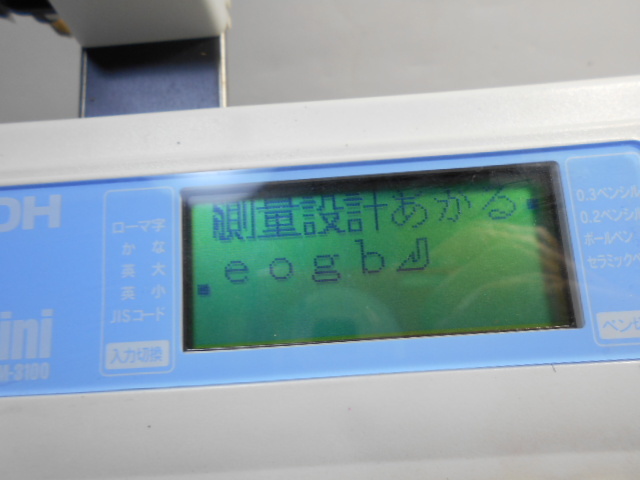 測量設計あかる
eogb
ローマ字
かな
英大
英小
JISコード
入力切換
0.3ペンシル
0.2ペンシル
ボールペン
セラミックペ
ペン切
OH
ini
M-3100